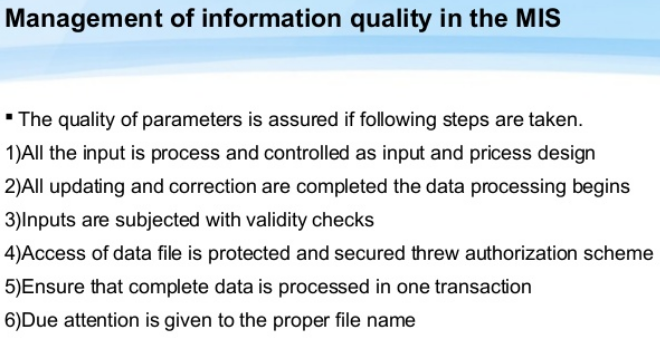 Management of information quality in the MIS
▪ The quality of parameters is assured if following steps are taken.
1)All the input is process and controlled as input and pricess design
2)All updating and correction are completed the data processing begins
3)Inputs are subjected with validity checks
4)Access of data file is protected and secured threw authorization scheme
5)Ensure that complete data is processed in one transaction
6)Due attention is given to the proper file name